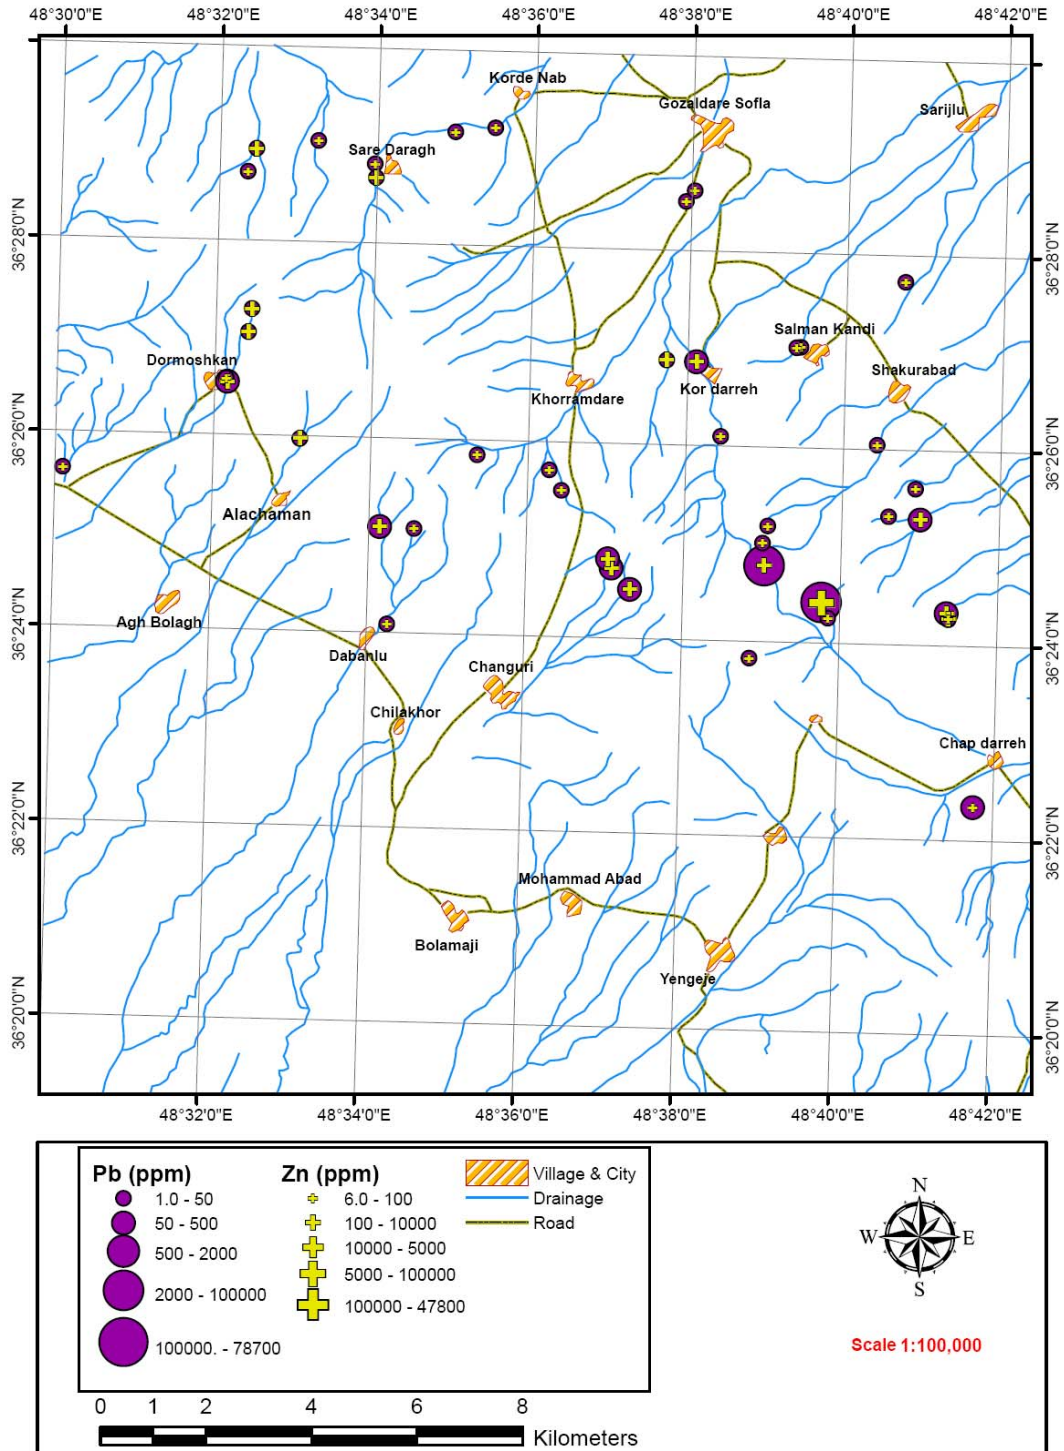 48°30'0"E 48°32'0"E 48°34'0"E 48°36'0"E 48°38'0"E 48°40'0"E 48°42'0"E
Korde Nab
Gozaldare Sofla
Sarijlu
Sare Daragh
36°28'0"N
36°28'0"N
Salman Kandi
Dormoshkan
Shakurabad
Kor darreh
Khorramdare
36°26'0"N
36°26'0"N
Alachaman
Agh Bolagh
36°24'0"N
36°24'0"N
Dabanlu
Changuri
Chilakhor
Chap darreh
36°22'0"N
36°22'0"N
Mohammad Abad
Bolamaji
Yengeje
36°20'0"N
36°20'0"N
48°32'0"E 48°34'0"E 48°36'0"E 48°38'0"E 48°40'0"E 48°42'0"E
Pb (ppm)
1.0 - 50
50 - 500
500 - 2000
2000 - 100000
100000. - 78700
Zn (ppm)
6.0 - 100
100 - 10000
10000 - 5000
5000 - 100000
100000 - 47800
Village & City
Drainage
Road
N
W E
S
Scale 1:100,000
0 1 2 4 6 8
Kilometers